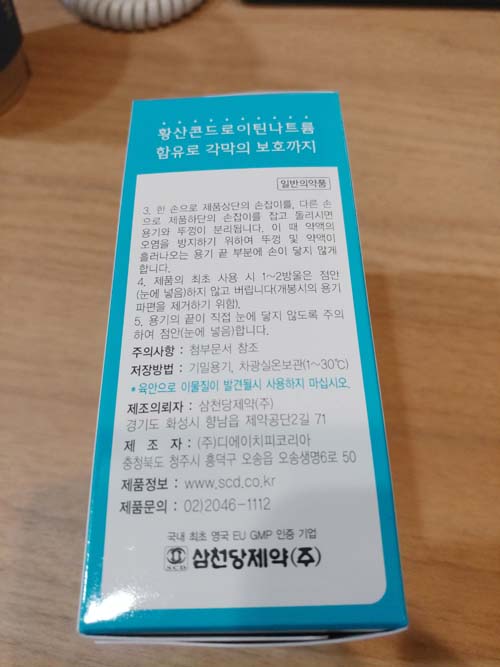 황산콘드로이틴나트륨
함유로 각막의 보호까지
일반의약품
3. 한 손으로 제품상단의 손잡이를, 다른 손
으로 제품하단의 손잡이를 잡고 돌리시면
용기와 뚜껑이 분리됩니다. 이 때 약액의
오염을 방지하기 위하여 뚜껑 및 약액이
흘러나오는 용기 끝 부분에 손이 닿지 않게
합니다.
4. 제품의 최초 사용 시 1~2방울은 점안
(눈에 넣음)하지 않고 버립니다(개봉시의 용기
파편을 제거하기 위함).
5. 용기의 끝이 직접 눈에 닿지 않도록 주의
하여 점안(눈에 넣음)합니다.
주의사항 : 첨부문서 참조
저장방법 : 기밀용기, 차광실온보관(1~30℃)
* 육안으로 이물질이 발견될시 사용하지 마십시오.
제조의뢰자 : 삼천당제약(주)
경기도 화성시 향남읍 제약공단2길 71
제 조 자 : (주)디에이치피코리아
충청북도 청주시 흥덕구 오송읍 오송생명6로 50
제품정보 : www.scd.co.kr
제품문의 : 02)2046-1112
국내 최초 영국 EU GMP 인증 기업
SCD 삼천당제약(주)